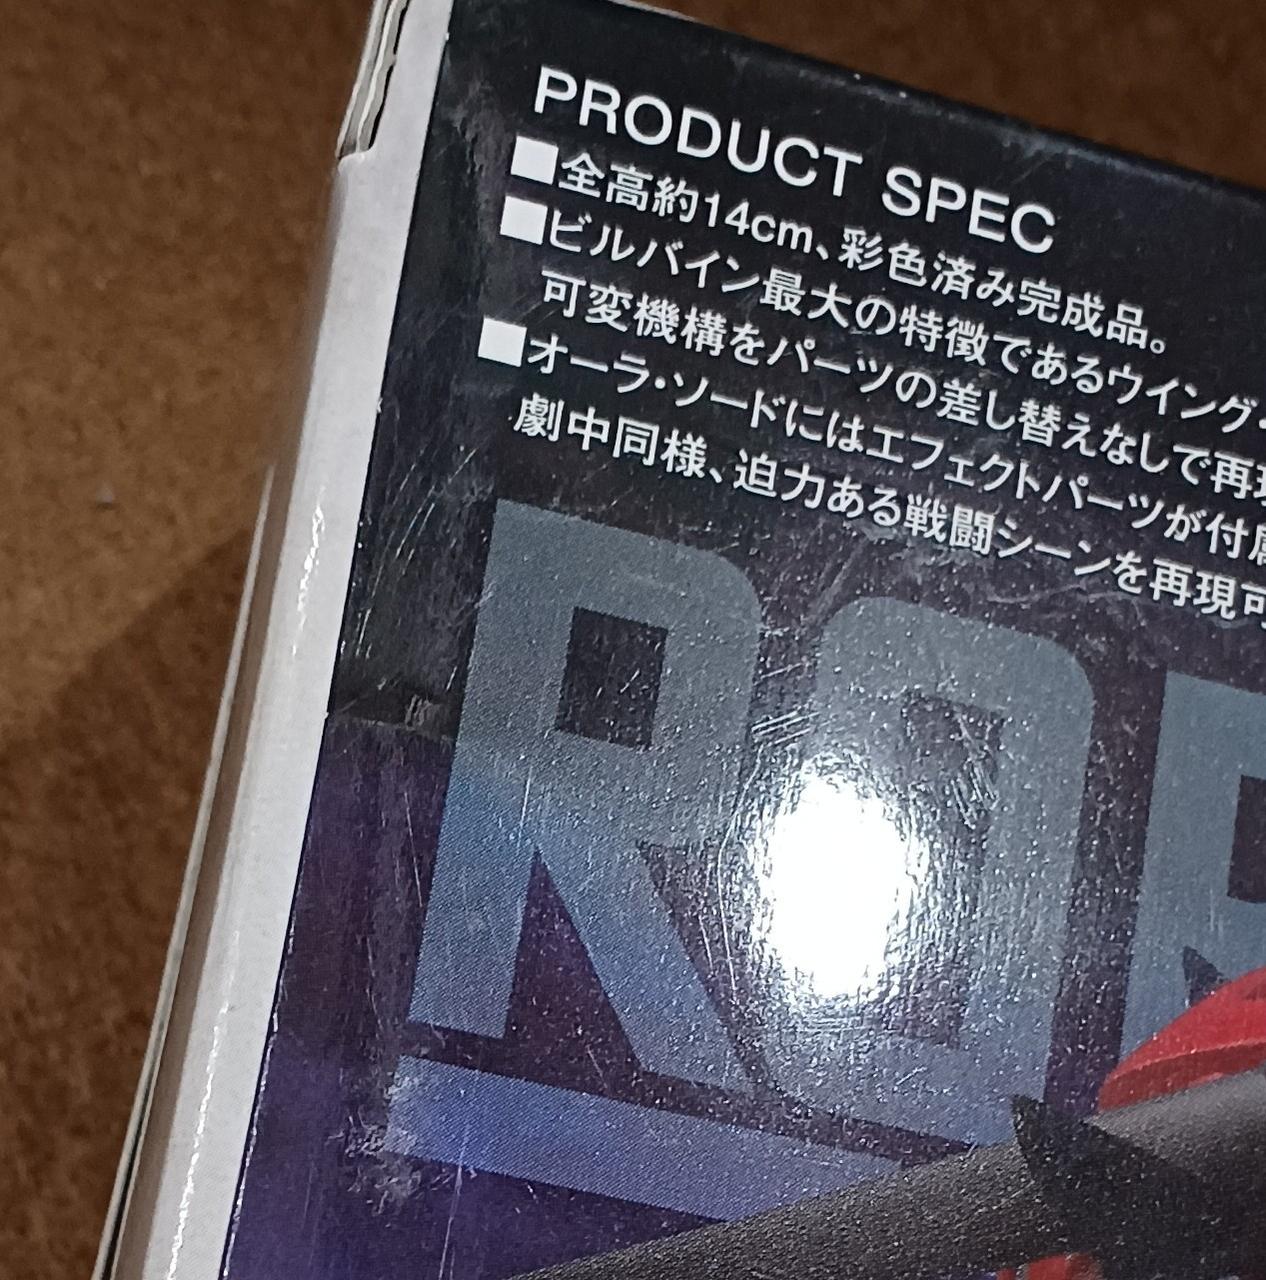 PRODUCT SPEC
■全高約14cm、彩色済み完成品。
■ビルバイン最大の特徴であるウイング・
可変機構をパーツの差し替えなしで再現
■オーラ・ソードにはエフェクトパーツが付属
劇中同様、迫力ある戦闘シーンを再現可
RO